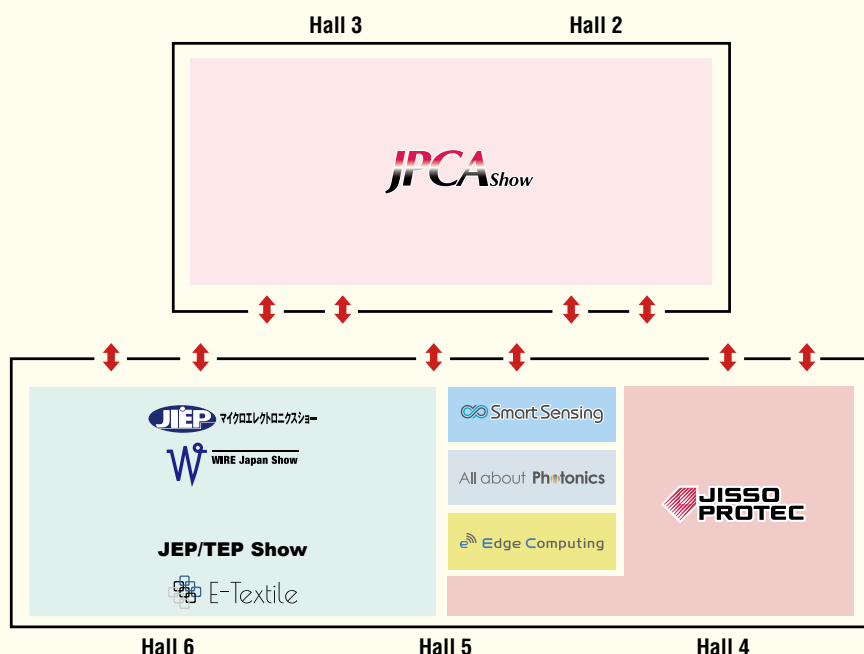 Hall 3
Hall 2
JPCA Show
JIEP マイクロエレクトロニクスショー
WIRE Japan Show
JEP/TEP Show
E-Textile
Smart Sensing
All about Photonics
e Edge Computing
JISSO
PROTEC
Hall 6
Hall 5
Hall 4